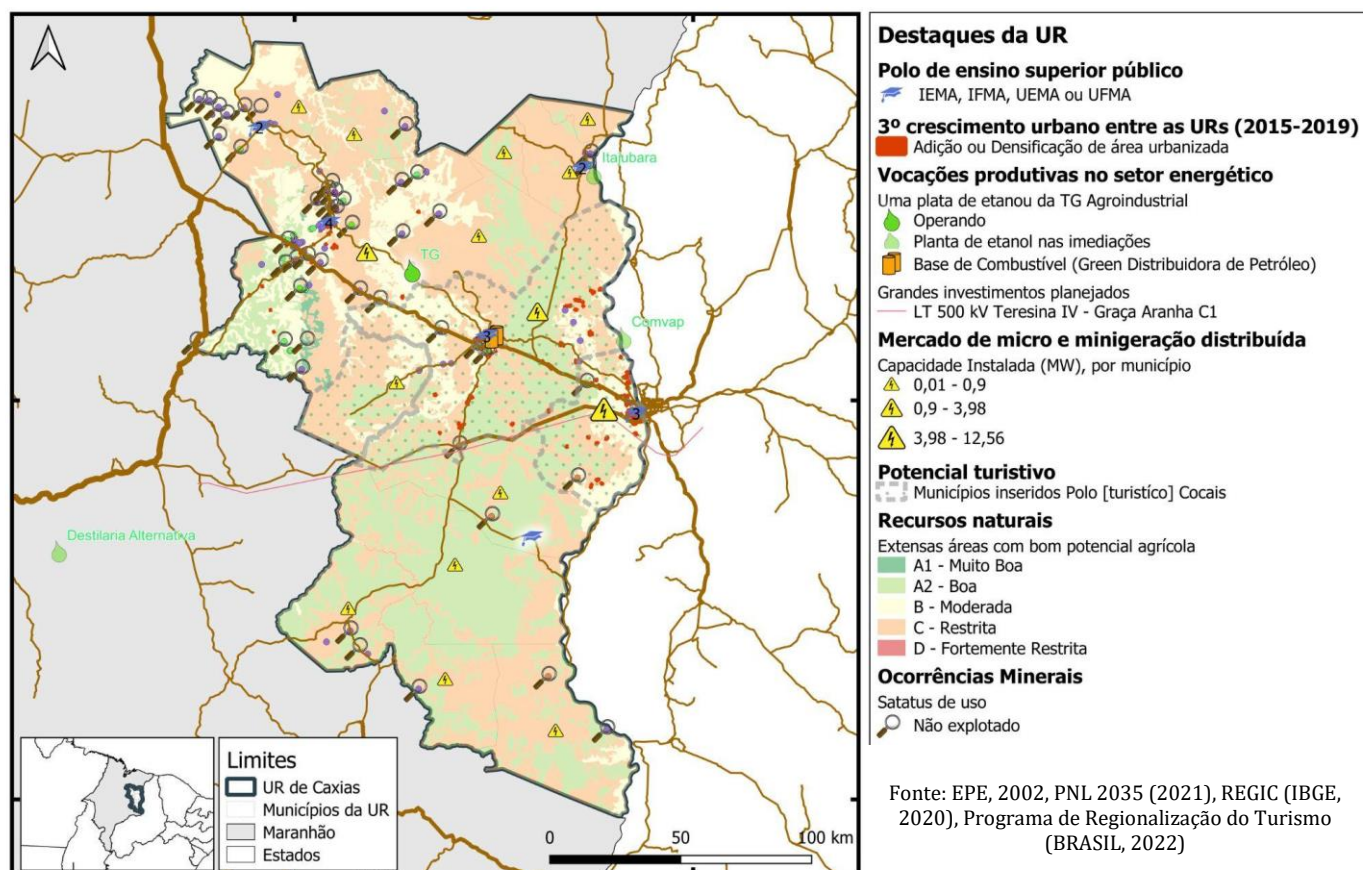 2
Itajubara
2
4
TG
Comvap
3
3
Destilaria Alternativa
Limites
UR de Caxias
Municípios da UR
Maranhão
Estados
0
50
100 km
Destaques da UR
Polo de ensino superior público
IEMA, IFMA, UEMA ou UFMA
3º crescimento urbano entre as URs (2015-2019)
Adição ou Densificação de área urbanizada
Vocações produtivas no setor energético
Uma plata de etanou da TG Agroindustrial
Operando
Planta de etanol nas imediações
Base de Combustível (Green Distribuidora de Petróleo)
Grandes investimentos planejados
LT 500 kV Teresina IV - Graça Aranha C1
Mercado de micro e minigeração distribuída
Capacidade Instalada (MW), por município
0,01 - 0,9
0,9 - 3,98
3,98 - 12,56
Potencial turistivo
Municípios inseridos Polo [turístíco] Cocais
Recursos naturais
Extensas áreas com bom potencial agrícola
A1 - Muito Boa
A2 - Boa
B - Moderada
C - Restrita
D - Fortemente Restrita
Ocorrências Minerais
Satatus de uso
Não explotado
Fonte: EPE, 2002, PNL 2035 (2021), REGIC (IBGE,
2020), Programa de Regionalização do Turismo
(BRASIL, 2022)